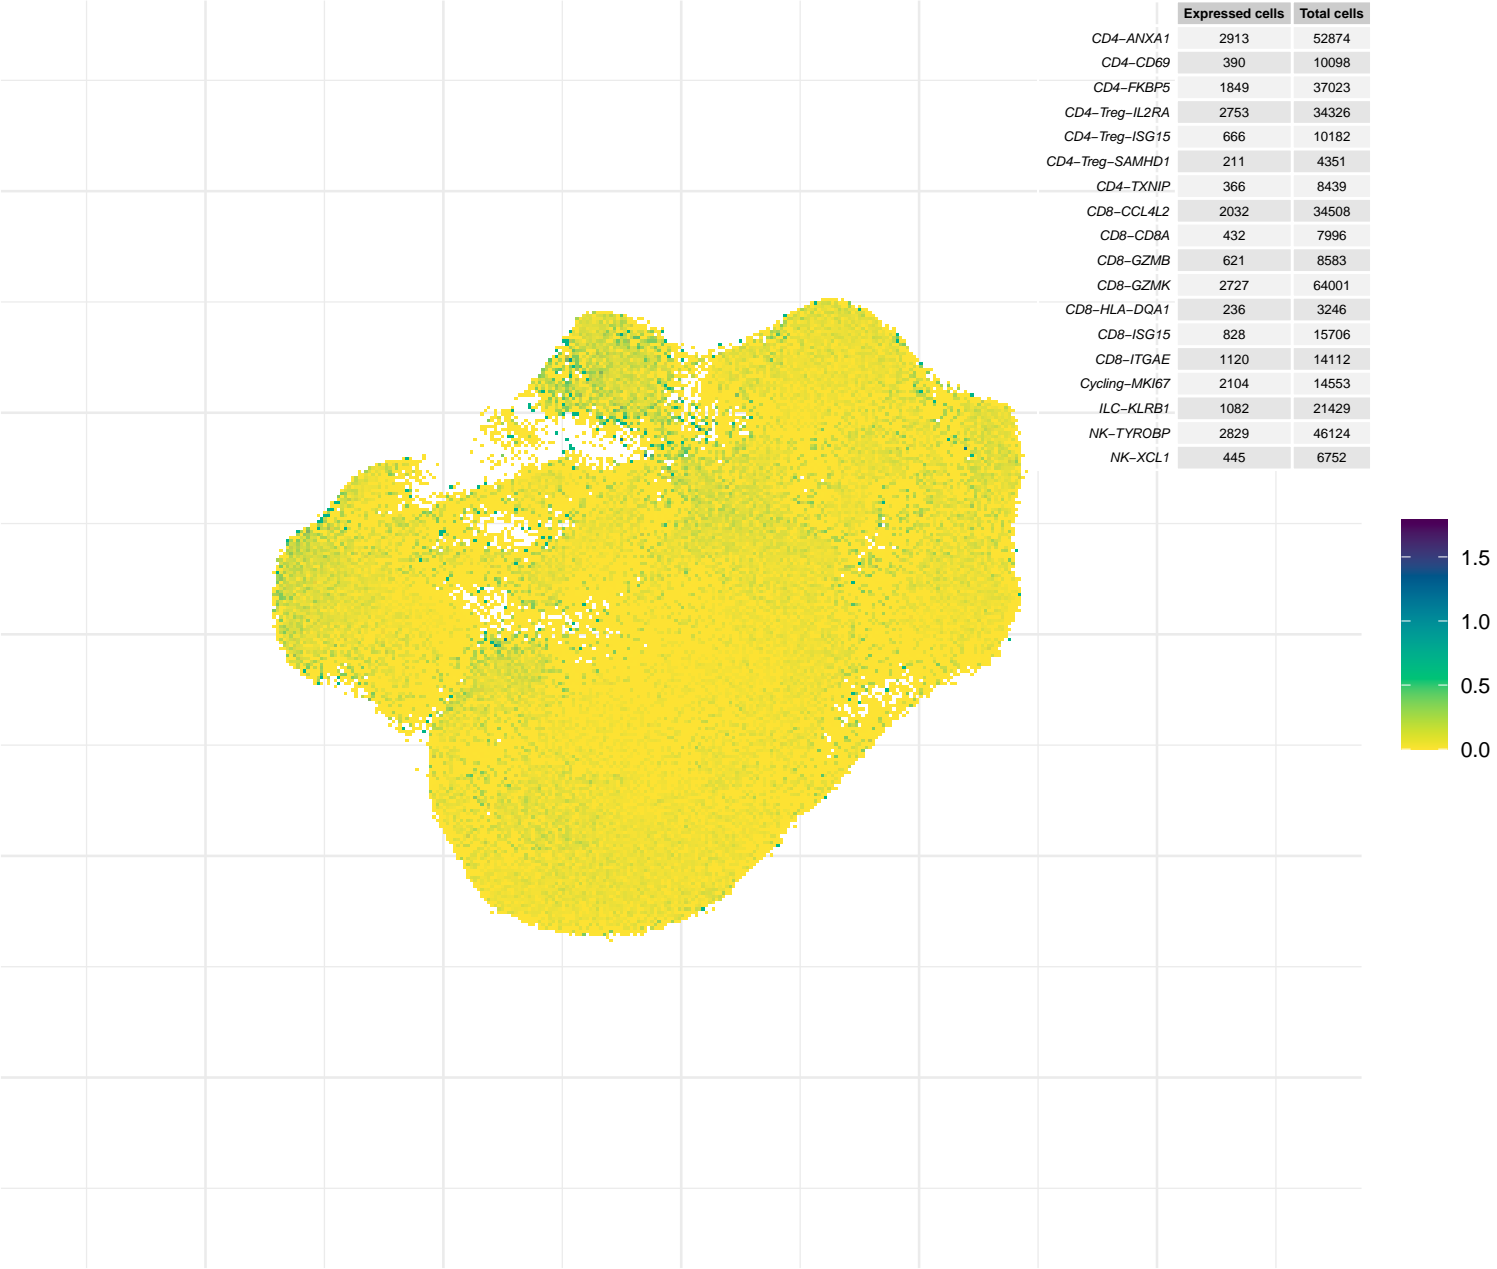 Expressed cells Total cells
CD4−ANXA1 2913 52874
CD4−CD69 390 10098
CD4−FKBP5 1849 37023
CD4−Treg−IL2RA 2753 34326
CD4−Treg−ISG15 666 10182
CD4−Treg−SAMHD1 211 4351
CD4−TXNIP 366 8439
CD8−CCL4L2 2032 34508
CD8−CD8A 432 7996
CD8−GZMB 621 8583
CD8−GZMK 2727 64001
CD8−HLA−DQA1 236 3246
CD8−ISG15 828 15706
CD8−ITGAE 1120 14112
Cycling−MKI67 2104 14553
ILC−KLRB1 1082 21429
NK−TYROBP 2829 46124
NK−XCL1 445 6752
1.5
1.0
0.5
0.0